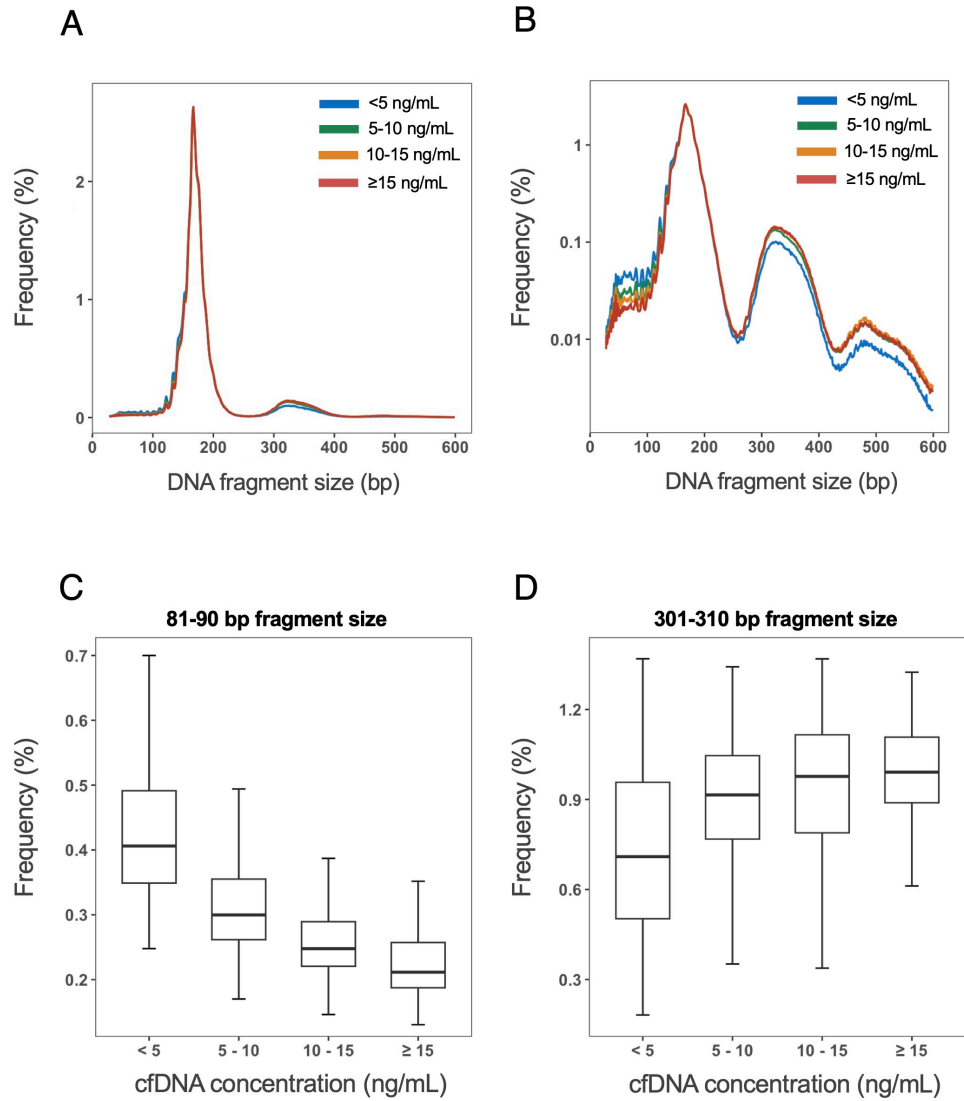 A
Frequency (%)
2
1
0
<5 ng/mL
5-10 ng/mL
10-15 ng/mL
≥15 ng/mL
0 100 200 300 400 500 600
DNA fragment size (bp)
B
Frequency (%)
1
0.1
0.01
<5 ng/mL
5-10 ng/mL
10-15 ng/mL
≥15 ng/mL
0 100 200 300 400 500 600
DNA fragment size (bp)
C
81-90 bp fragment size
Frequency (%)
0.7
0.6
0.5
0.4
0.3
0.2
< 5 5 - 10 10 - 15 ≥ 15
cfDNA concentration (ng/mL)
D
301-310 bp fragment size
Frequency (%)
1.2
0.9
0.6
0.3
< 5 5 - 10 10 - 15 ≥ 15
cfDNA concentration (ng/mL)